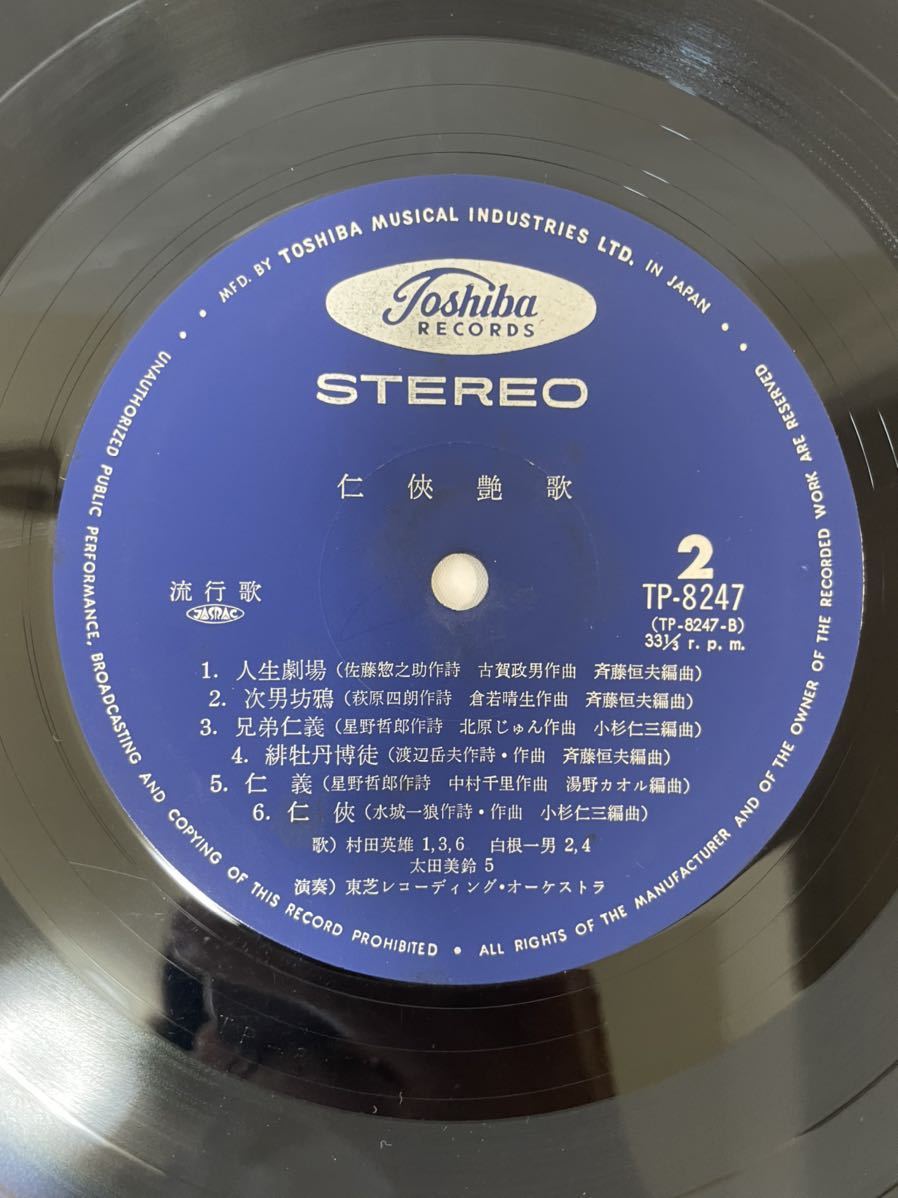 MFD. BY TOSHIBA MUSICAL INDUSTRIES LTD. IN JAPAN
Toshiba
RECORDS
STEREO
仁俠艶歌
流行歌
JASRAC
2
TP-8247
(TP-8247-B)
33⅓ r. p. m.
1. 人生劇場(佐藤惣之助作詩 古賀政男作曲 斉藤恒夫編曲)
2. 次男坊鴉(萩原四朗作詩 倉若晴生作曲 斉藤恒夫編曲)
3. 兄弟仁義(星野哲郎作詩 北原じゅん作曲 小杉仁三編曲)
4. 緋牡丹博徒(渡辺岳夫作詩・作曲 斉藤恒夫編曲)
5. 仁義(星野哲郎作詩 中村千里作曲 湯野カオル編曲)
6. 仁俠(水城一狼作詩・作曲 小杉仁三編曲)
歌)村田英雄 1,3,6 白根一男 2,4
太田美鈴 5
演奏)東芝レコーディング・オーケストラ
UNAUTHORIZED PUBLIC PERFORMANCE, BROADCASTING AND COPYING OF THIS RECORD PROHIBITED • ALL RIGHTS OF THE MANUFACTURER AND OF THE OWNER OF THE RECORDED WORK ARE RESERVED